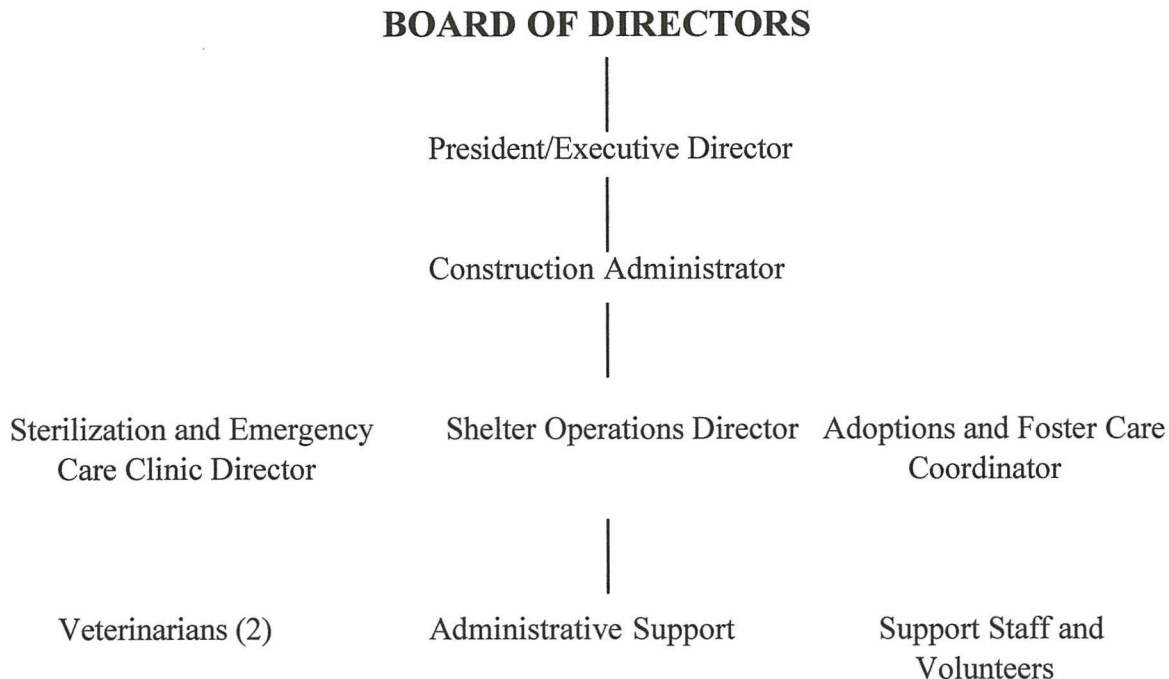 BOARD OF DIRECTORS
President/Executive Director
Construction Administrator
Sterilization and Emergency
Care Clinic Director
Shelter Operations Director
Adoptions and Foster Care
Coordinator
Veterinarians (2)
Administrative Support
Support Staff and
Volunteers